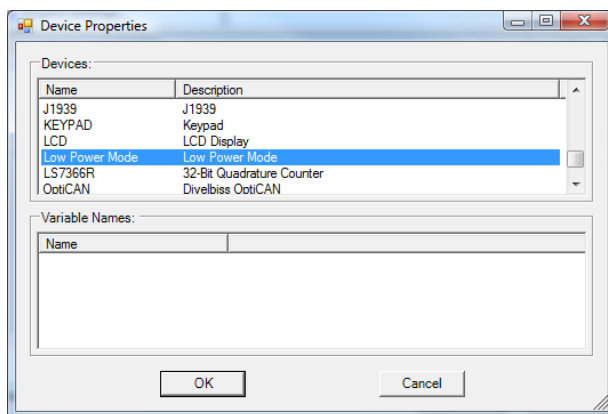 Device Properties
Devices:
Name Description
J1939 J1939
KEYPAD Keypad
LCD LCD Display
Low Power Mode Low Power Mode
LS7366R 32-Bit Quadrature Counter
OptiCAN Divelbiss OptiCAN
Variable Names:
Name
OK Cancel